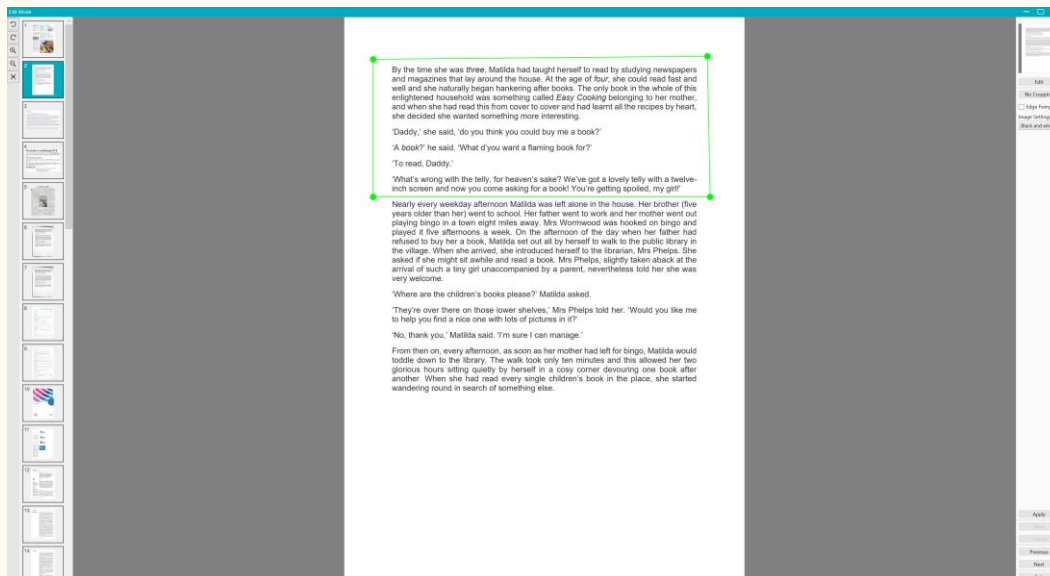 Edit Mode
1
2
3
4
5
6
7
8
9
10
11
12
13
14
By the time she was three, Matilda had taught herself to read by studying newspapers
and magazines that lay around the house. At the age of four, she could read fast and
well and she naturally began hankering after books. The only book in the whole of this
enlightened household was something called Easy Cooking belonging to her mother,
and when she had read this from cover to cover and had learnt all the recipes by heart,
she decided she wanted something more interesting.
‘Daddy,’ she said, ‘do you think you could buy me a book?’
‘A book?’ he said. ‘What d’you want a flaming book for?’
‘To read, Daddy.’
‘What’s wrong with the telly, for heaven’s sake? We’ve got a lovely telly with a twelve-
inch screen and now you come asking for a book! You’re getting spoiled, my girl!’
Nearly every weekday afternoon Matilda was left alone in the house. Her brother (five
years older than her) went to school. Her father went to work and her mother went out
playing bingo in a town eight miles away. Mrs Wormwood was hooked on bingo and
played it five afternoons a week. On the afternoon of the day when her father had
refused to buy her a book, Matilda set out all by herself to walk to the public library in
the village. When she arrived, she introduced herself to the librarian, Mrs Phelps. She
asked if she might sit awhile and read a book. Mrs Phelps, slightly taken aback at the
arrival of such a tiny girl unaccompanied by a parent, nevertheless told her she was
very welcome.
‘Where are the children’s books please?’ Matilda asked.
‘They’re over there on those lower shelves,’ Mrs Phelps told her. ‘Would you like me
to help you find a nice one with lots of pictures in it?’
‘No, thank you,’ Matilda said. ‘I’m sure I can manage.’
From then on, every afternoon, as soon as her mother had left for bingo, Matilda would
toddle down to the library. The walk took only ten minutes and this allowed her two
glorious hours sitting quietly by herself in a cosy corner devouring one book after
another. When she had read every single children’s book in the place, she started
wandering round in search of something else.
Edit
No Croppin
Edge Fixing
Image Settings
Black and whi
Apply
Previous
Next